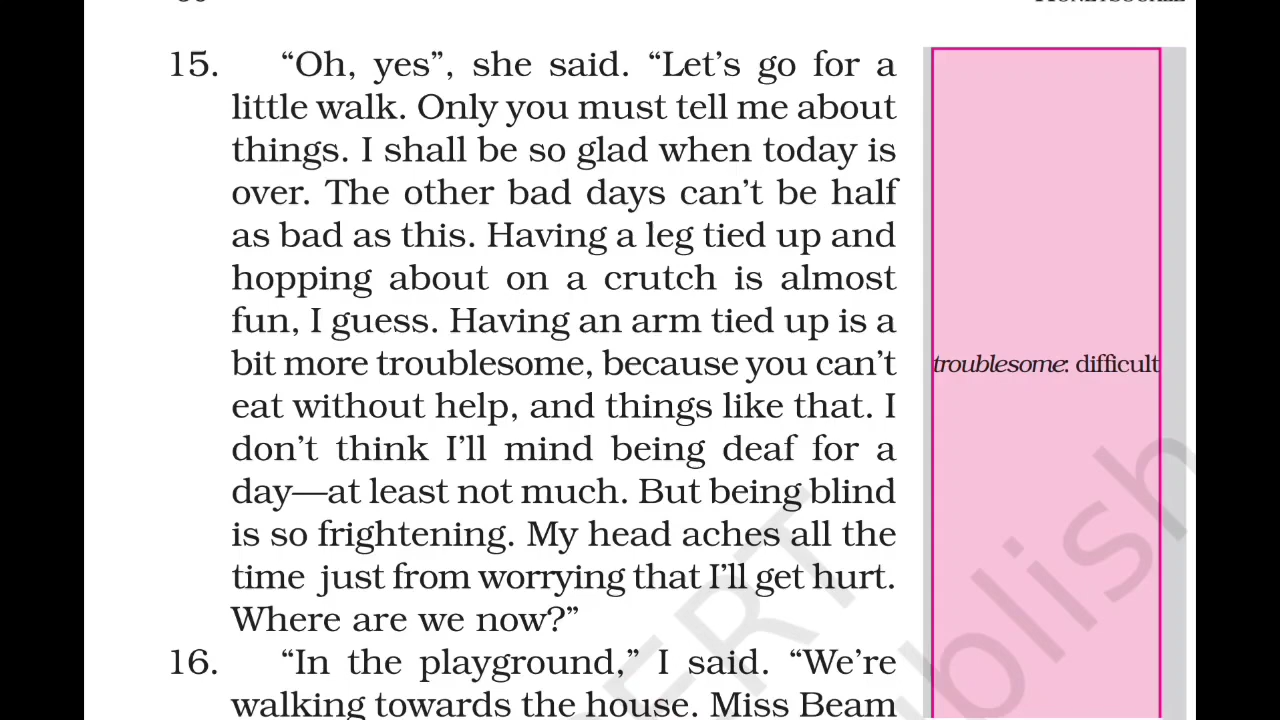 15. “Oh, yes”, she said. “Let’s go for a
little walk. Only you must tell me about
things. I shall be so glad when today is
over. The other bad days can’t be half
as bad as this. Having a leg tied up and
hopping about on a crutch is almost
fun, I guess. Having an arm tied up is a
bit more troublesome, because you can’t
troublesome: difficult
eat without help, and things like that. I
don’t think I’ll mind being deaf for a
day—at least not much. But being blind
is so frightening. My head aches all the
time just from worrying that I’ll get hurt.
Where are we now?”
16. “In the playground,” I said. “We’re
walking towards the house. Miss Beam